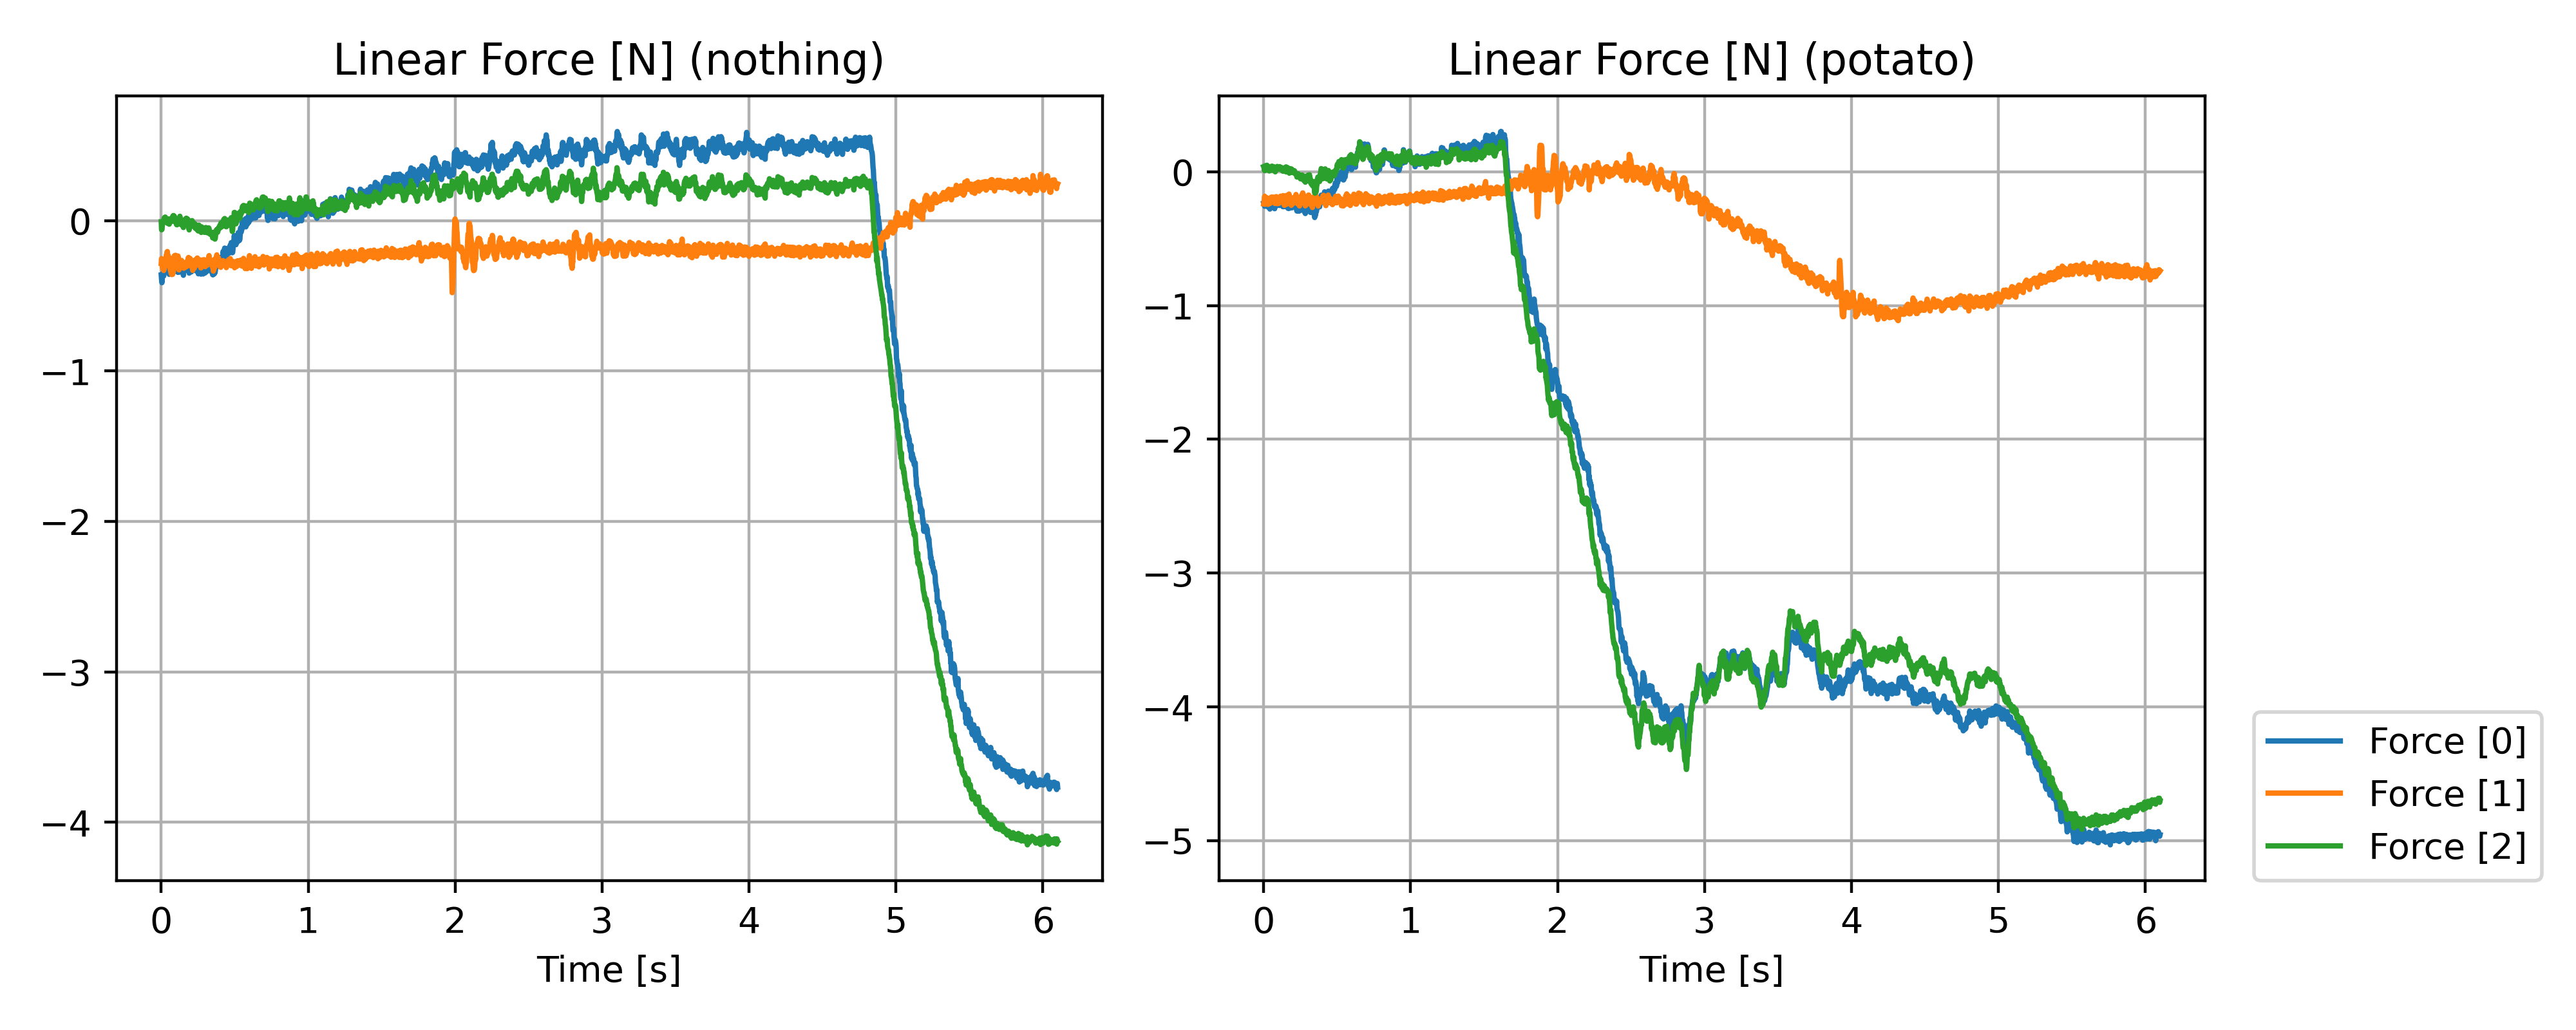 Linear Force [N] (nothing)
0
−1
−2
−3
−4
0 1 2 3 4 5 6
Time [s]
Linear Force [N] (potato)
0
−1
−2
−3
−4
−5
0 1 2 3 4 5 6
Time [s]
Force [0]
Force [1]
Force [2]